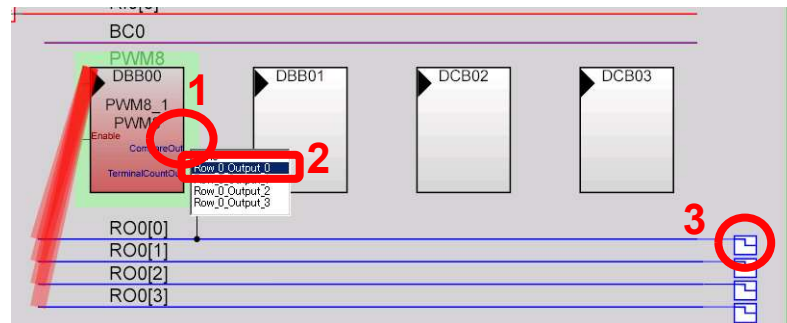 BC0
PWM8
DBB00
DBB01
DCB02
DCB03
1
PWM8_1
Enable
CompareOut
TerminalCountOut
Row_0_Output_0
2
Row_0_Output_2
Row_0_Output_3
3
RO0[0]
RO0[1]
RO0[2]
RO0[3]